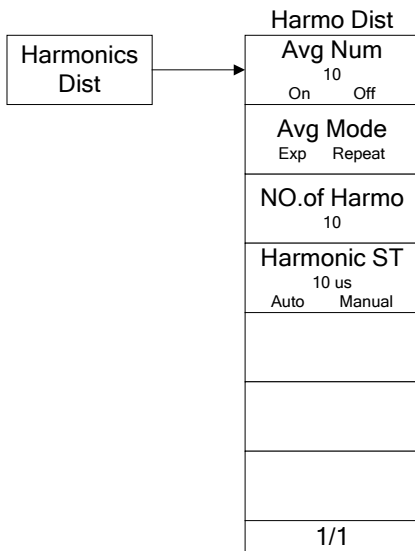 Harmonics
Dist
Harmo Dist
Avg Num
10
On Off
Avg Mode
Exp Repeat
NO.of Harmo
10
Harmonic ST
10 us
Auto Manual
1/1